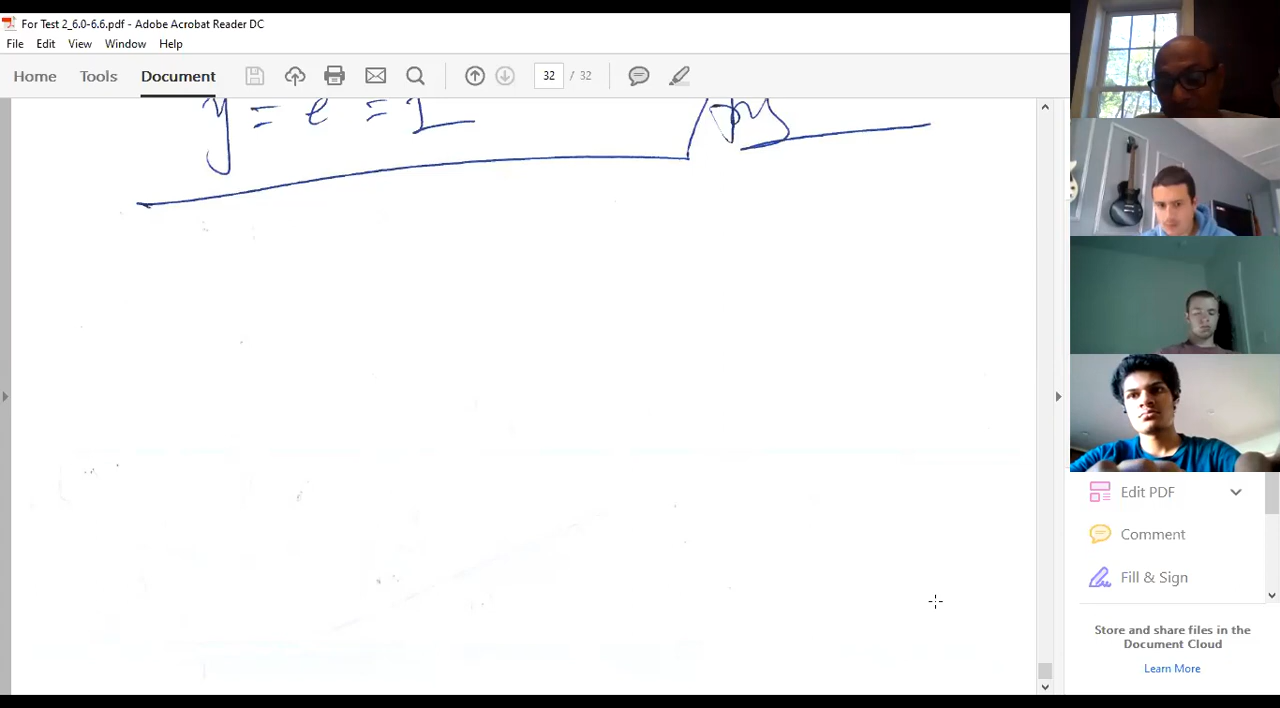 For Test 2_6.0-6.6.pdf - Adobe Acrobat Reader DC
File Edit View Window Help
Home Tools Document 32 / 32
y = e = 1
Edit PDF
Comment
Fill & Sign
Store and share files in the
Document Cloud
Learn More